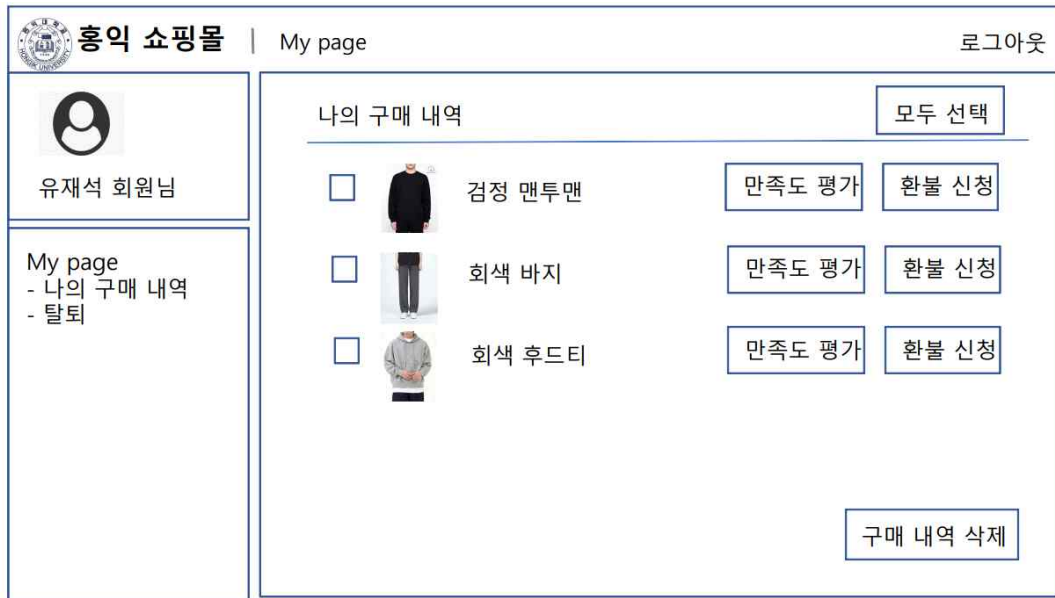 홍익 쇼핑몰 | My page 로그아웃
유재석 회원님
My page
- 나의 구매 내역
- 탈퇴
나의 구매 내역 모두 선택
검정 맨투맨 만족도 평가 환불 신청
회색 바지 만족도 평가 환불 신청
회색 후드티 만족도 평가 환불 신청
구매 내역 삭제